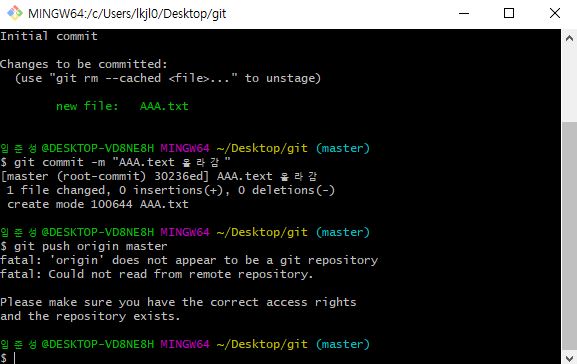 MINGW64:/c/Users/lkjl0/Desktop/git
Initial commit
Changes to be committed:
(use "git rm --cached <file>..." to unstage)
new file: AAA.txt
임준성@DESKTOP-VD8NE8H MINGW64 ~/Desktop/git (master)
$ git commit -m "AAA.text 올라감"
[master (root-commit) 30236ed] AAA.text 올라감
1 file changed, 0 insertions(+), 0 deletions(-)
create mode 100644 AAA.txt
임준성@DESKTOP-VD8NE8H MINGW64 ~/Desktop/git (master)
$ git push origin master
fatal: 'origin' does not appear to be a git repository
fatal: Could not read from remote repository.
Please make sure you have the correct access rights
and the repository exists.
임준성@DESKTOP-VD8NE8H MINGW64 ~/Desktop/git (master)
$